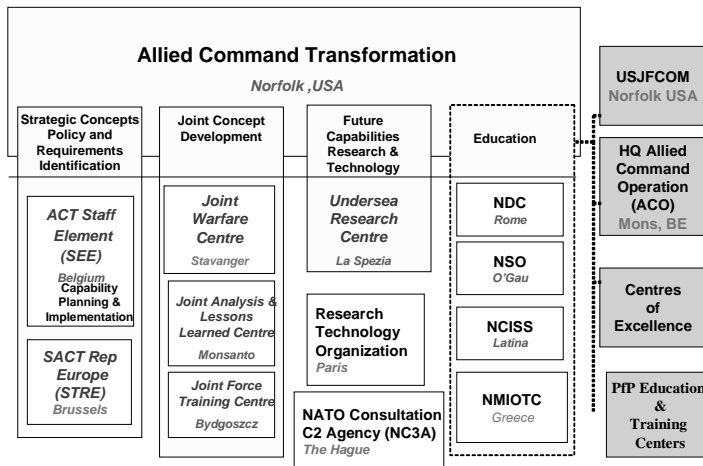 Allied Command Transformation
Norfolk ,USA
Strategic Concepts
Policy and
Requirements
Identification
ACT Staff
Element
(SEE)
Belgium
Capability
Planning &
Implementation
SACT Rep
Europe
(STRE)
Brussels
Joint Concept
Development
Joint
Warfare
Centre
Stavanger
Joint Analysis &
Lessons
Learned Centre
Monsanto
Joint Force
Training Centre
Bydgoszcz
Future
Capabilities
Research &
Technology
Undersea
Research
Centre
La Spezia
Research
Technology
Organization
Paris
NATO Consultation
C2 Agency (NC3A)
The Hague
Education
NDC
Rome
NSO
O'Gau
NCISS
Latina
NMIOTC
Greece
USJFCOM
Norfolk USA
HQ Allied
Command
Operation
(ACO)
Mons, BE
Centres
of
Excellence
PfP Education
&
Training
Centers